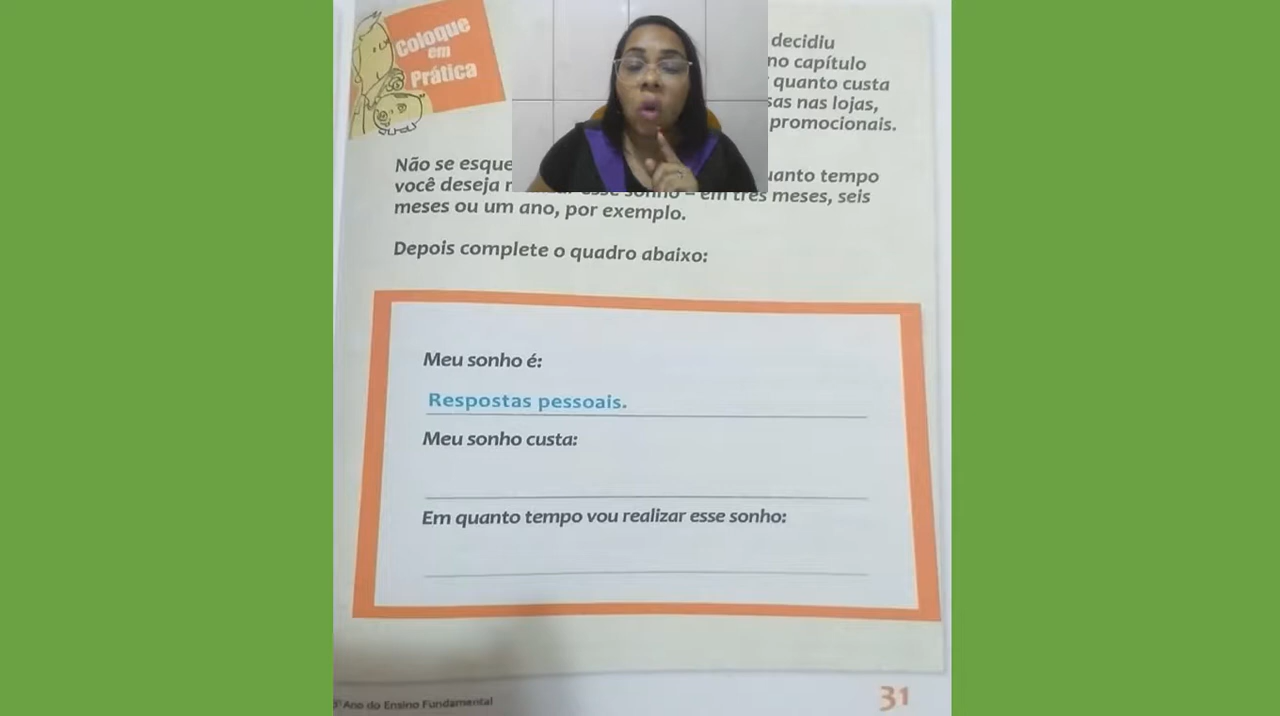 Coloque
em
Prática
decidiu
no capítulo
quanto custa
nas lojas,
promocionais.
Não se esque
uanto tempo
você deseja
sonho – em três meses, seis
meses ou um ano, por exemplo.
Depois complete o quadro abaixo:
Meu sonho é:
Respostas pessoais.
Meu sonho custa:
Em quanto tempo vou realizar esse sonho:
Ano do Ensino Fundamental
31